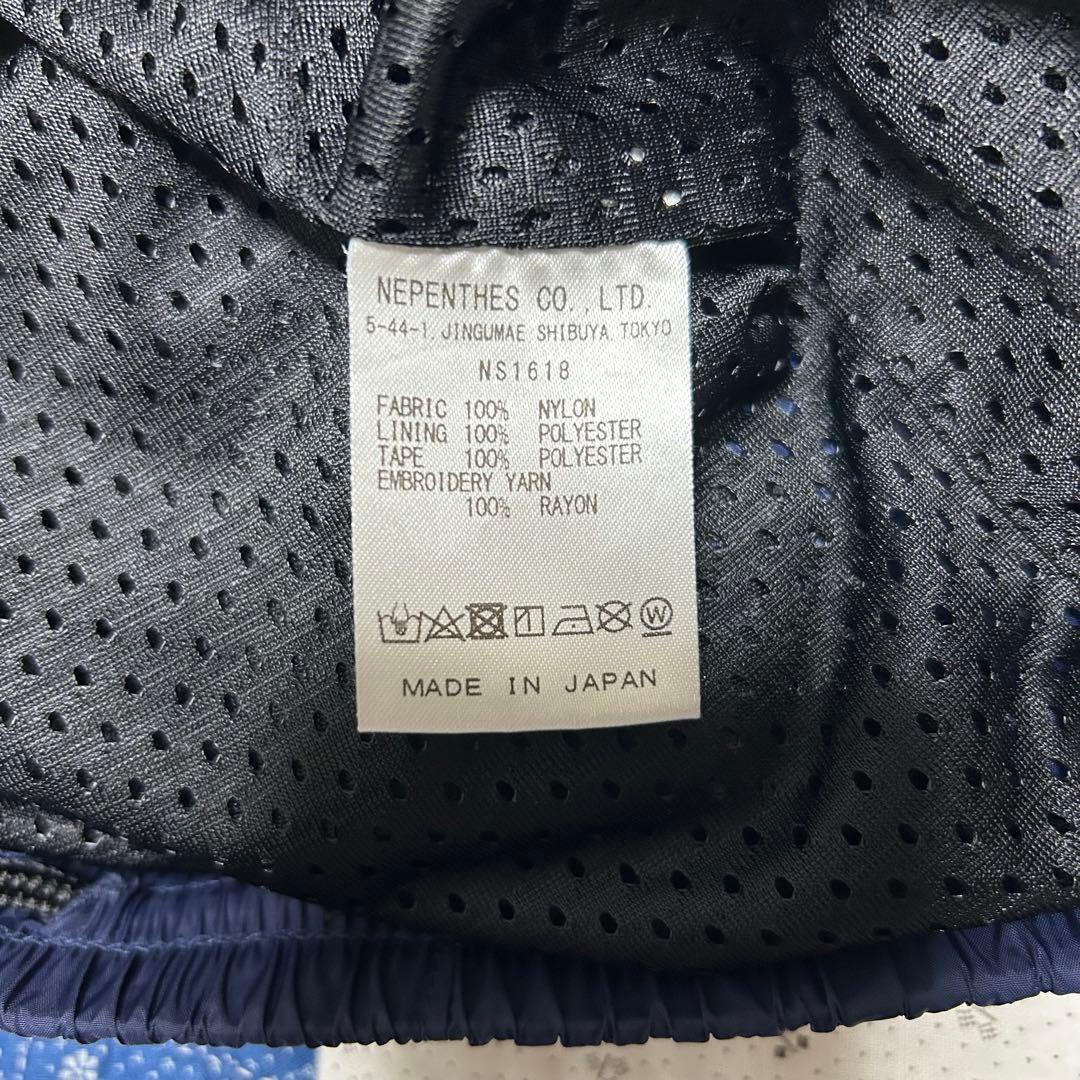 NEPENTHES CO.,LTD.
5-44-1, JINGUMAE SHIBUYA, TOKYO
NS1618
FABRIC 100% NYLON
LINING 100% POLYESTER
TAPE 100% POLYESTER
EMBROIDERY YARN
100% RAYON
W
MADE IN JAPAN